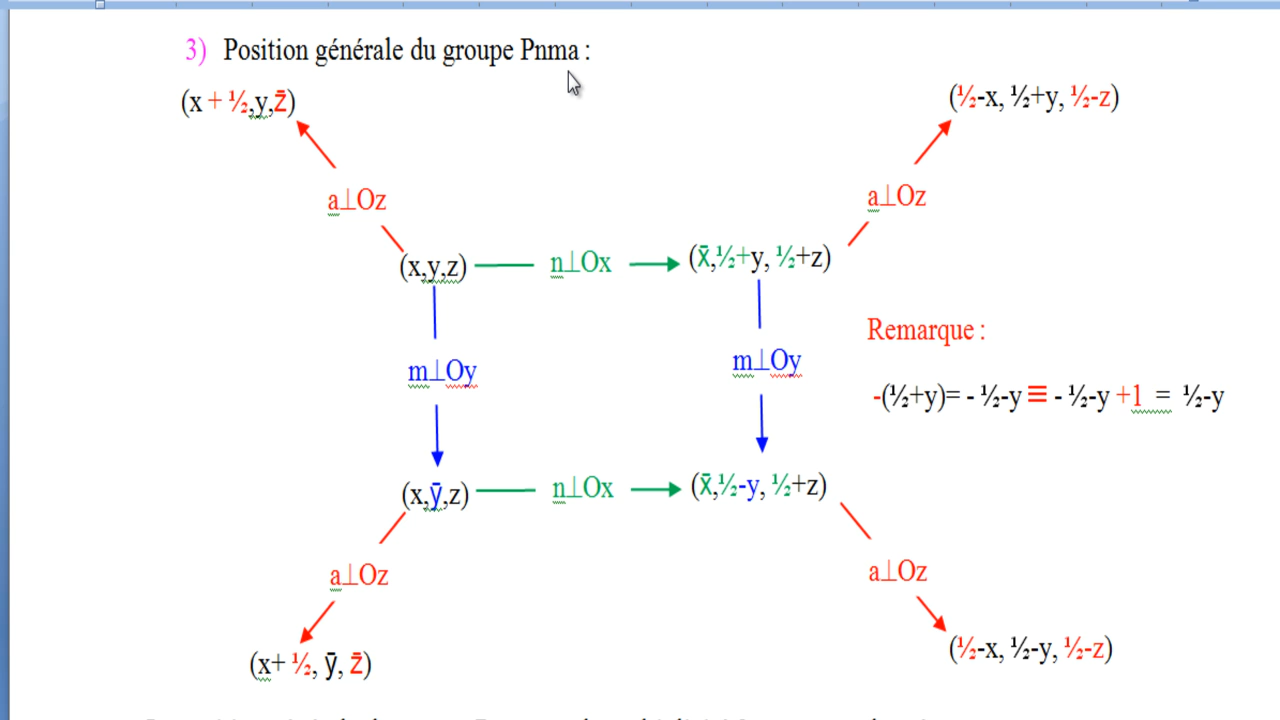 3) Position générale du groupe Pnma :
(x + ½,y,z̄)
(½-x, ½+y, ½-z)
a⊥Oz
a⊥Oz
(x,y,z)
n⊥Ox
(x̄,½+y, ½+z)
Remarque :
m⊥Oy
m⊥Oy
-(½+y)= - ½-y ≡ - ½-y +1 = ½-y
(x,ȳ,z)
n⊥Ox
(x̄,½-y, ½+z)
a⊥Oz
a⊥Oz
(x+ ½, ȳ, z̄)
(½-x, ½-y, ½-z)